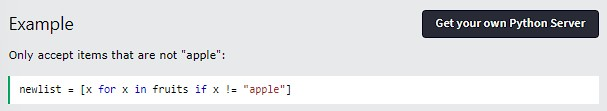 Example
Get your own Python Server
Only accept items that are not "apple":
newlist = [x for x in fruits if x != "apple"]